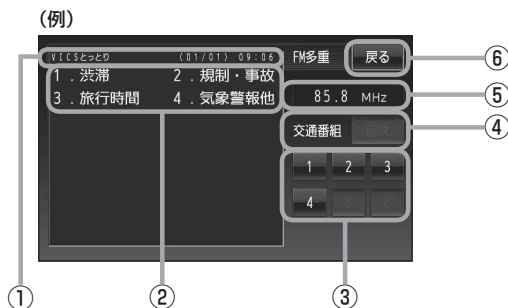 (例)
VICSとっとり (01/01) 09:06 FM多重 戻る
1.渋滞 2.規制・事故
3.旅行時間 4.気象警報他
85.8 MHz
交通番組 目次
1 2 3
4 5 6
① ② ③ ④ ⑤ ⑥